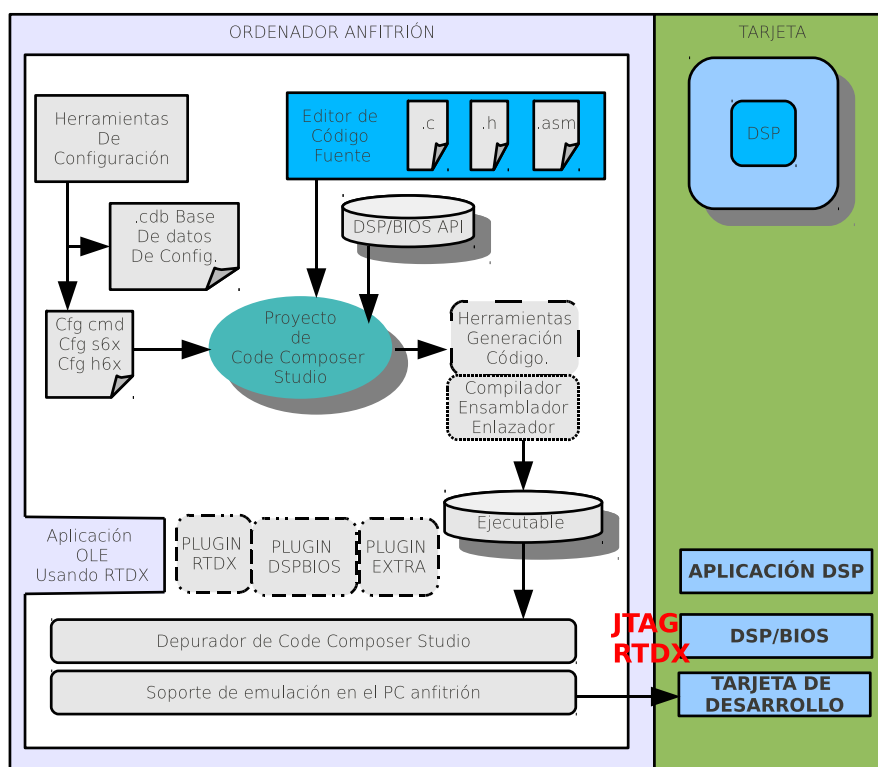 ORDENADOR ANFITRIÓN
TARJETA
Herramientas
De
Configuración
Editor de
Código
Fuente
.c
.h
.asm
DSP
.cdb Base
De datos
De Config.
DSP/BIOS API
Cfg cmd
Cfg s6x
Cfg h6x
Proyecto
de
Code Composer
Studio
Herramientas
Generación
Código.
Compilador
Ensamblador
Enlazador
Ejecutable
Aplicación
OLE
Usando RTDX
PLUGIN
RTDX
PLUGIN
DSPBIOS
PLUGIN
EXTRA
APLICACIÓN DSP
Depurador de Code Composer Studio
JTAG
RTDX
DSP/BIOS
Soporte de emulación en el PC anfitrión
TARJETA DE
DESARROLLO